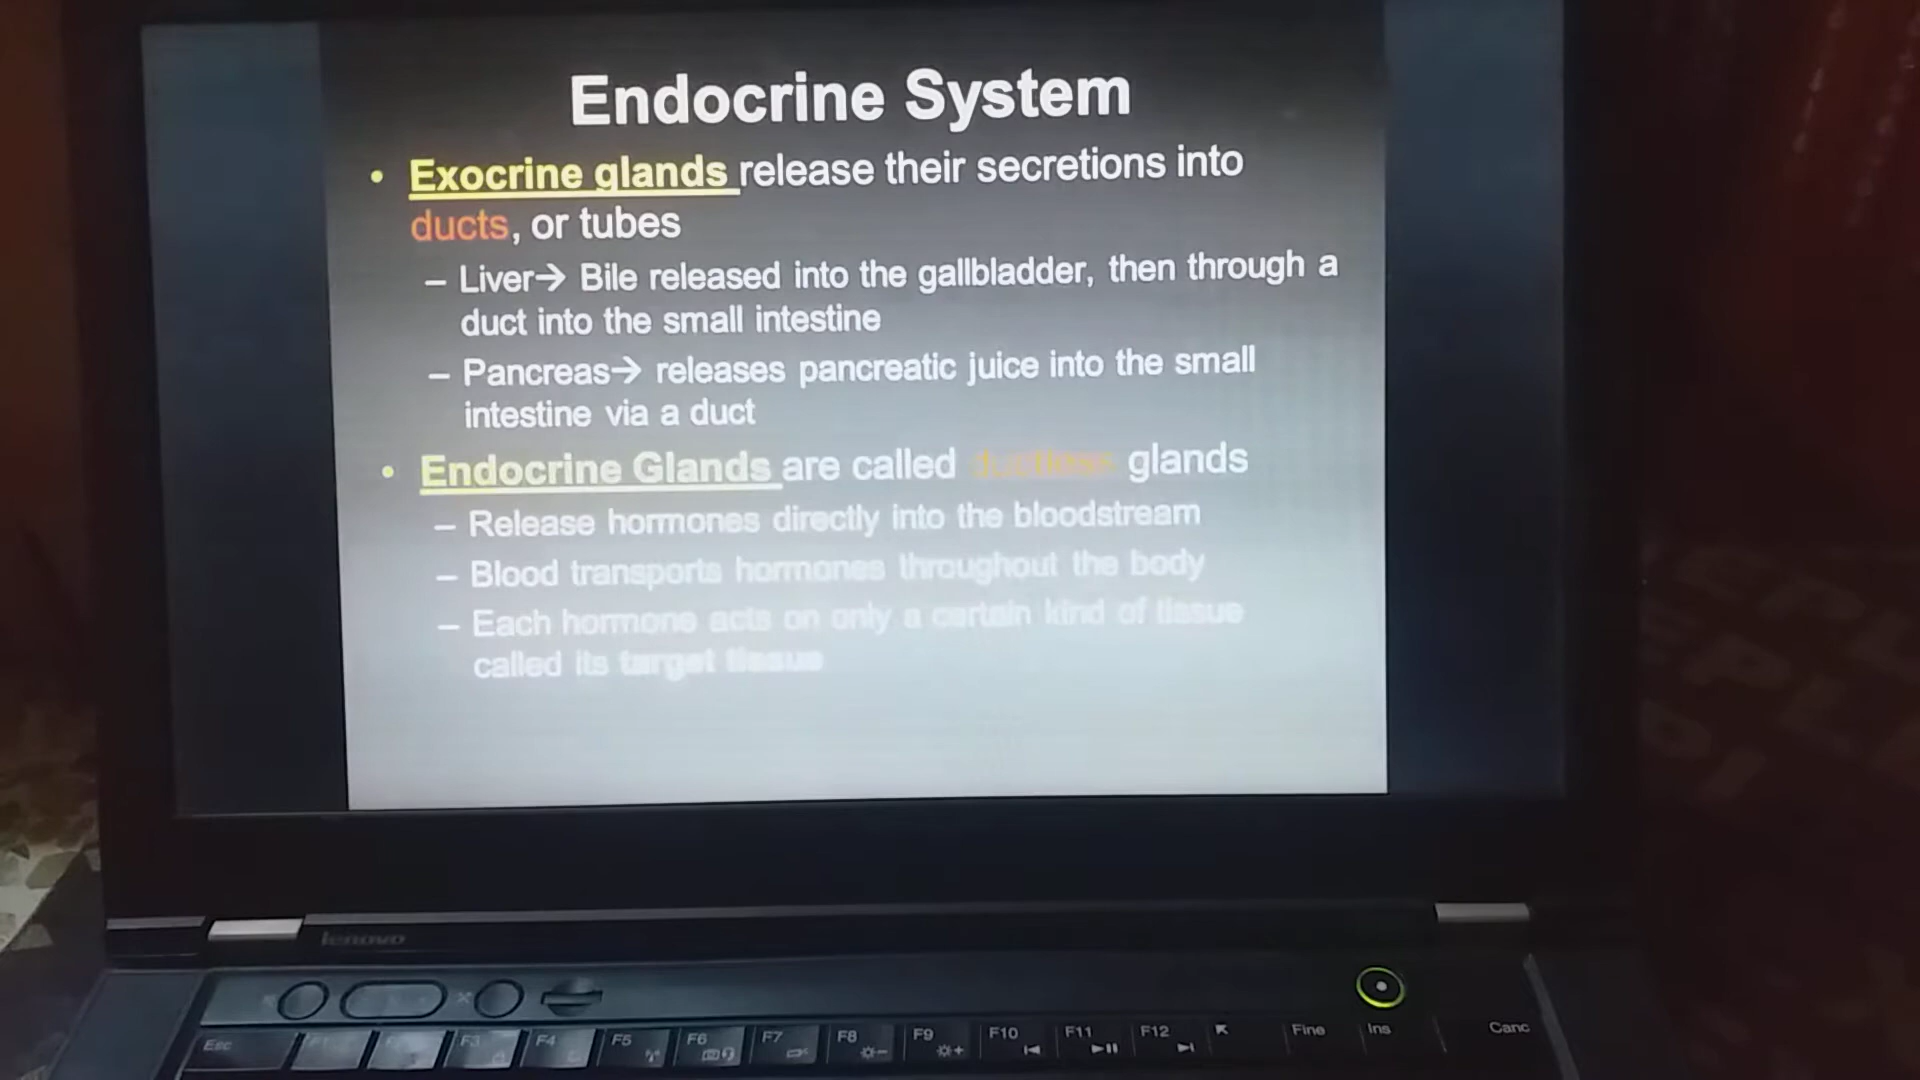 Endocrine System
• Exocrine glands release their secretions into
ducts, or tubes
– Liver→ Bile released into the gallbladder, then through a
duct into the small intestine
– Pancreas→ releases pancreatic juice into the small
intestine via a duct
• Endocrine Glands are called ductless glands
– Release hormones directly into the bloodstream
– Blood transports hormones throughout the body
– Each hormone acts on only a certain kind of tissue
called its target tissue
lenovo
Esc F3 F4 F5 F6 F7 F8 F9 F10 F11 F12 Fine Ins Canc